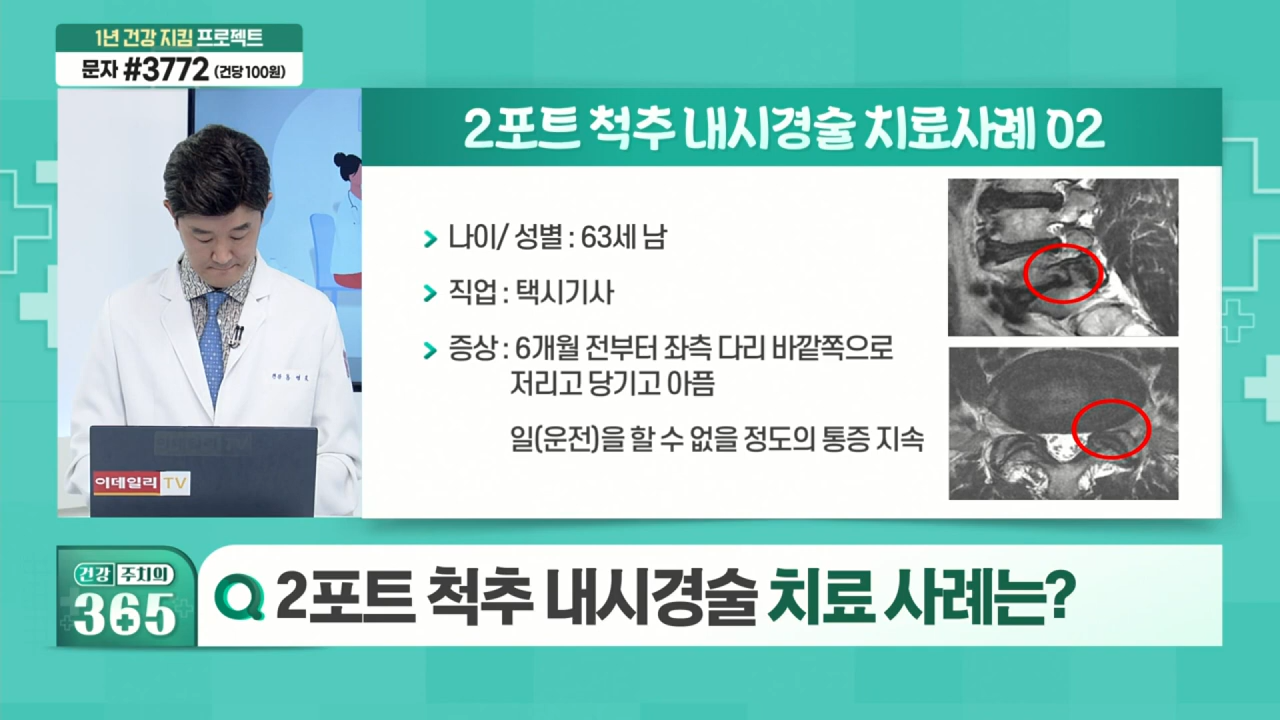 1년 건강 지킴 프로젝트
문자 #3772 (건당 100원)
2포트 척추 내시경술 치료사례 02
나이/ 성별 : 63세 남
직업 : 택시기사
증상 : 6개월 전부터 좌측 다리 바깥쪽으로
저리고 당기고 아픔
일(운전)을 할 수 없을 정도의 통증 지속
이데일리 TV
건강 주치의
365
Q 2포트 척추 내시경술 치료 사례는?